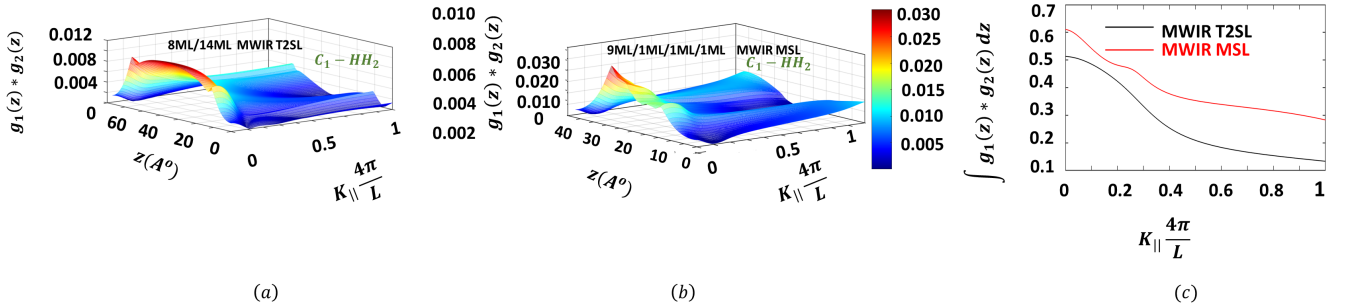 g₁(z) * g₂(z)
0.012
0.008
0.004
0
8ML/14ML MWIR T2SL
C₁ − HH₂
60
40
20
0
z(Aᵒ)
0
0.5
1
K|| 4π/L
(a)
0.010
0.008
0.006
0.004
0.002
g₁(z) * g₂(z)
0.030
0.020
0.010
0
9ML/1ML/1ML/1ML MWIR MSL
C₁ − HH₂
40
30
20
10
0
z(Aᵒ)
0
0.5
1
K|| 4π/L
(b)
0.030
0.025
0.020
0.015
0.010
0.005
∫ g₁(z) * g₂(z) dz
0.7
0.6
0.5
0.4
0.3
0.2
0.1
MWIR T2SL
MWIR MSL
0
0.2
0.4
0.6
0.8
1
K|| 4π/L
(c)